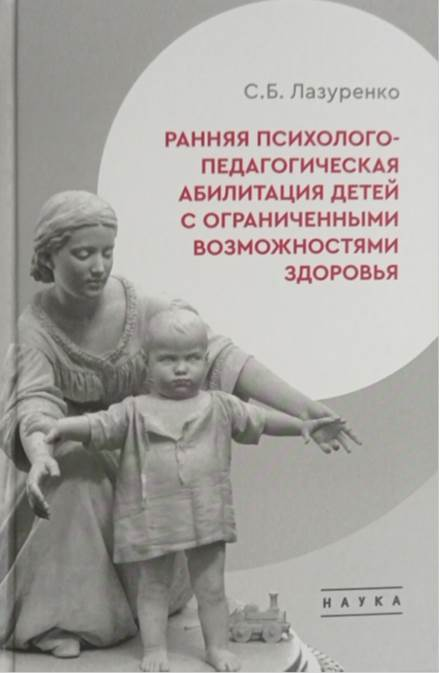 С.Б. Лазуренко
РАННЯЯ ПСИХОЛОГО-
ПЕДАГОГИЧЕСКАЯ
АБИЛИТАЦИЯ ДЕТЕЙ
С ОГРАНИЧЕННЫМИ
ВОЗМОЖНОСТЯМИ
ЗДОРОВЬЯ
НАУКА